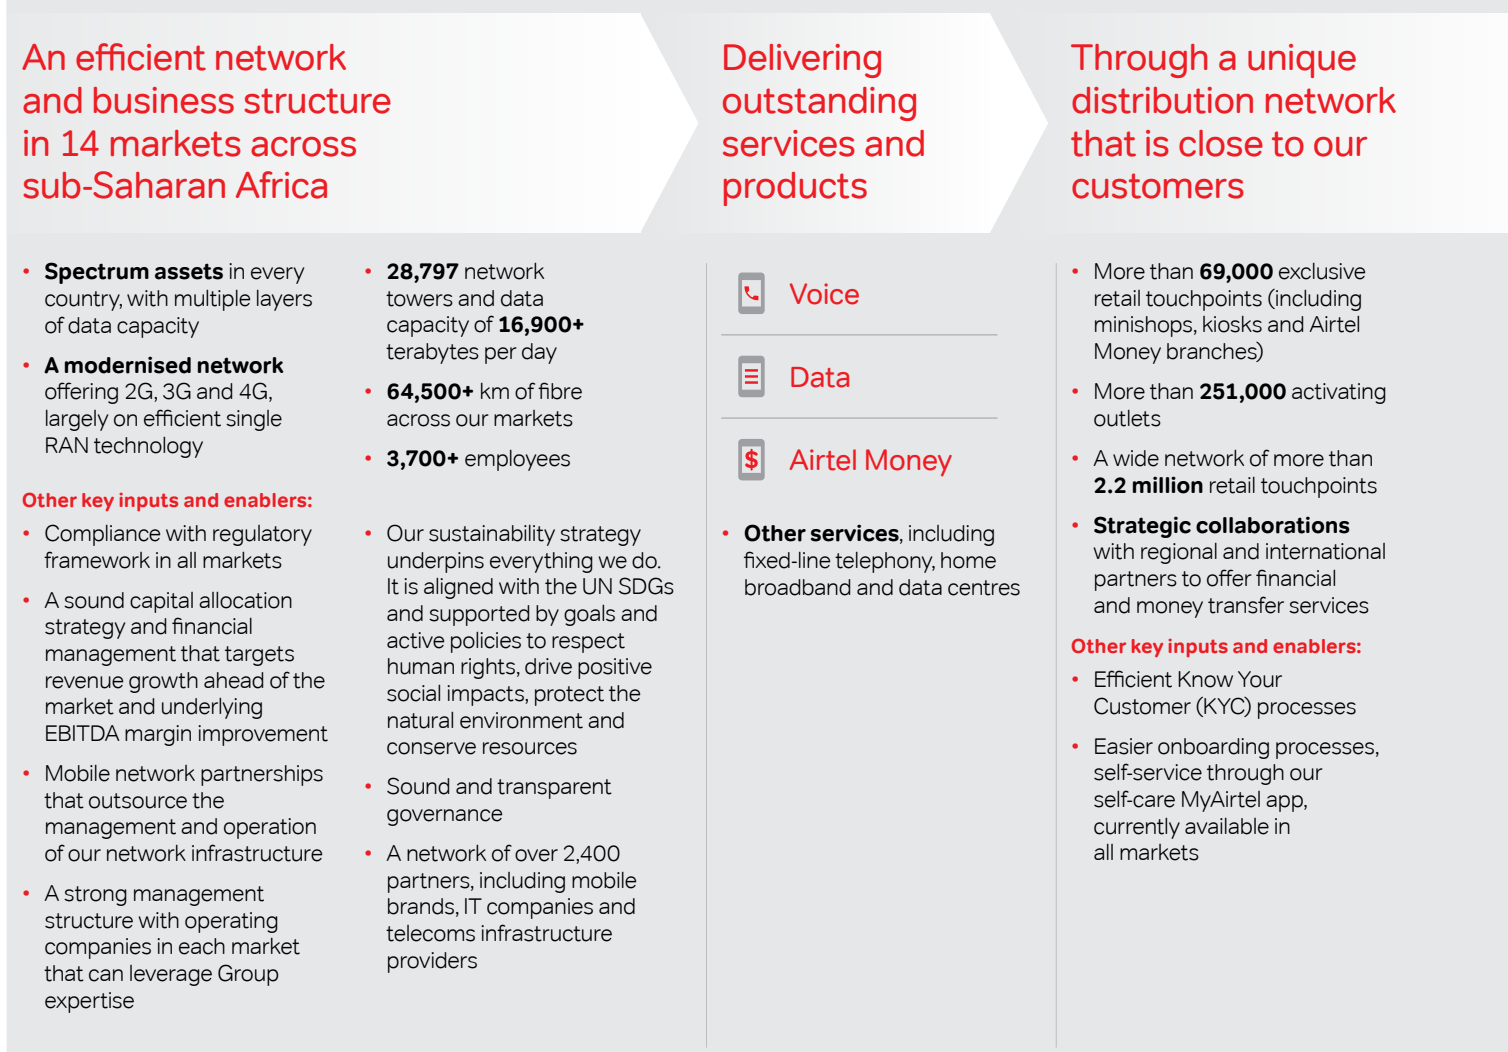 An efficient network
and business structure
in 14 markets across
sub-Saharan Africa
• Spectrum assets in every
country, with multiple layers
of data capacity
• A modernised network
offering 2G, 3G and 4G,
largely on efficient single
RAN technology
• 28,797 network
towers and data
capacity of 16,900+
terabytes per day
• 64,500+ km of fibre
across our markets
• 3,700+ employees
Other key inputs and enablers:
• Compliance with regulatory
framework in all markets
• A sound capital allocation
strategy and financial
management that targets
revenue growth ahead of the
market and underlying
EBITDA margin improvement
• Mobile network partnerships
that outsource the
management and operation
of our network infrastructure
• A strong management
structure with operating
companies in each market
that can leverage Group
expertise
• Our sustainability strategy
underpins everything we do.
It is aligned with the UN SDGs
and supported by goals and
active policies to respect
human rights, drive positive
social impacts, protect the
natural environment and
conserve resources
• Sound and transparent
governance
• A network of over 2,400
partners, including mobile
brands, IT companies and
telecoms infrastructure
providers
Delivering
outstanding
services and
products
Voice
Data
$ Airtel Money
• Other services, including
fixed-line telephony, home
broadband and data centres
Through a unique
distribution network
that is close to our
customers
• More than 69,000 exclusive
retail touchpoints (including
minishops, kiosks and Airtel
Money branches)
• More than 251,000 activating
outlets
• A wide network of more than
2.2 million retail touchpoints
• Strategic collaborations
with regional and international
partners to offer financial
and money transfer services
Other key inputs and enablers:
• Efficient Know Your
Customer (KYC) processes
• Easier onboarding processes,
self-service through our
self-care MyAirtel app,
currently available in
all markets